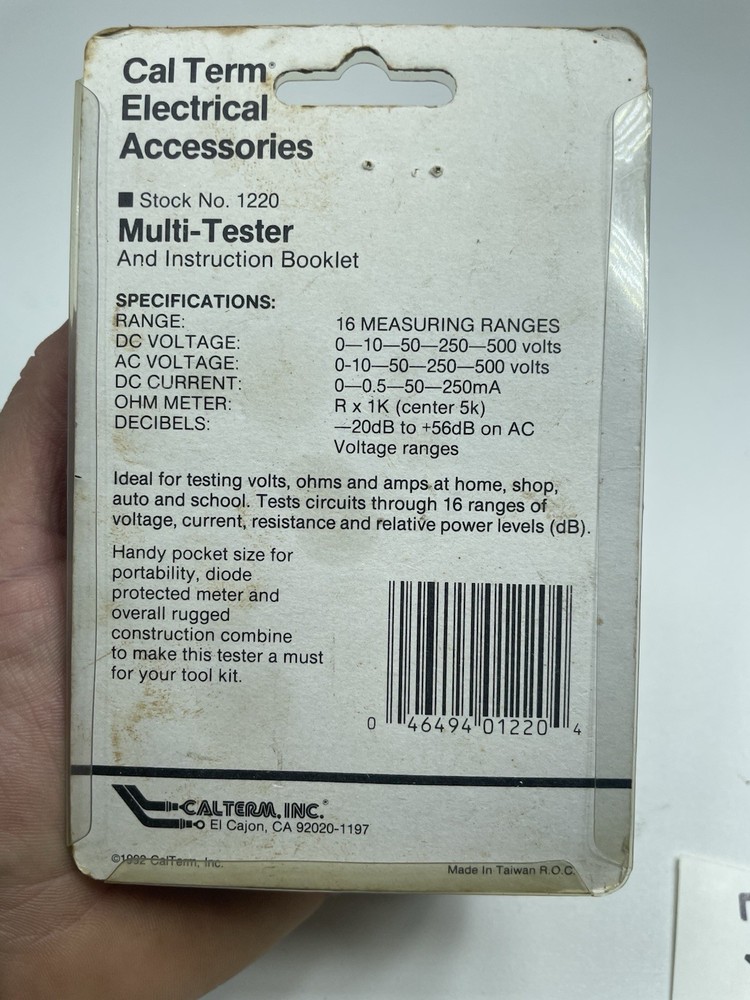 Cal Term®
Electrical
Accessories
■ Stock No. 1220
Multi-Tester
And Instruction Booklet
SPECIFICATIONS:
RANGE: 16 MEASURING RANGES
DC VOLTAGE: 0—10—50—250—500 volts
AC VOLTAGE: 0-10—50—250—500 volts
DC CURRENT: 0—0.5—50—250mA
OHM METER: R x 1K (center 5k)
DECIBELS: —20dB to +56dB on AC
Voltage ranges
Ideal for testing volts, ohms and amps at home, shop,
auto and school. Tests circuits through 16 ranges of
voltage, current, resistance and relative power levels (dB).
Handy pocket size for
portability, diode
protected meter and
overall rugged
construction combine
to make this tester a must
for your tool kit.
0 46494 01220 4
CALTERM, INC.®
El Cajon, CA 92020-1197
©1992 CalTerm, Inc.
Made In Taiwan R.O.C.